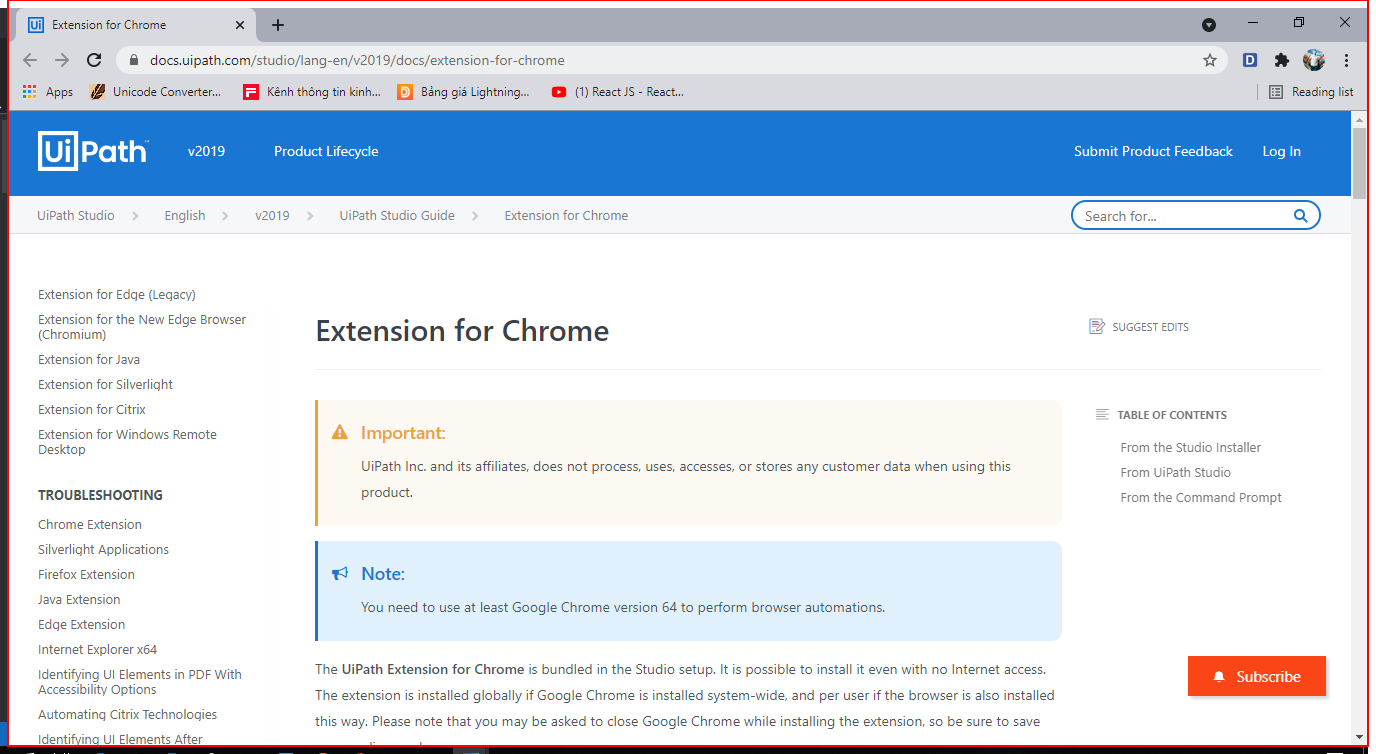 Ui Extension for Chrome
docs.uipath.com/studio/lang-en/v2019/docs/extension-for-chrome
D
Apps Unicode Converter... Kênh thông tin kinh... Bảng giá Lightning... (1) React JS - React... Reading list
Ui Path v2019 Product Lifecycle Submit Product Feedback Log In
UiPath Studio English v2019 UiPath Studio Guide Extension for Chrome Search for...
Extension for Edge (Legacy)
Extension for the New Edge Browser
(Chromium)
Extension for Java
Extension for Silverlight
Extension for Citrix
Extension for Windows Remote
Desktop
TROUBLESHOOTING
Chrome Extension
Silverlight Applications
Firefox Extension
Java Extension
Edge Extension
Internet Explorer x64
Identifying UI Elements in PDF With
Accessibility Options
Automating Citrix Technologies
Identifying UI Elements After
Extension for Chrome
SUGGEST EDITS
Important:
UiPath Inc. and its affiliates, does not process, uses, accesses, or stores any customer data when using this
product.
Note:
You need to use at least Google Chrome version 64 to perform browser automations.
The UiPath Extension for Chrome is bundled in the Studio setup. It is possible to install it even with no Internet access.
The extension is installed globally if Google Chrome is installed system-wide, and per user if the browser is also installed
this way. Please note that you may be asked to close Google Chrome while installing the extension, so be sure to save
TABLE OF CONTENTS
From the Studio Installer
From UiPath Studio
From the Command Prompt
Subscribe